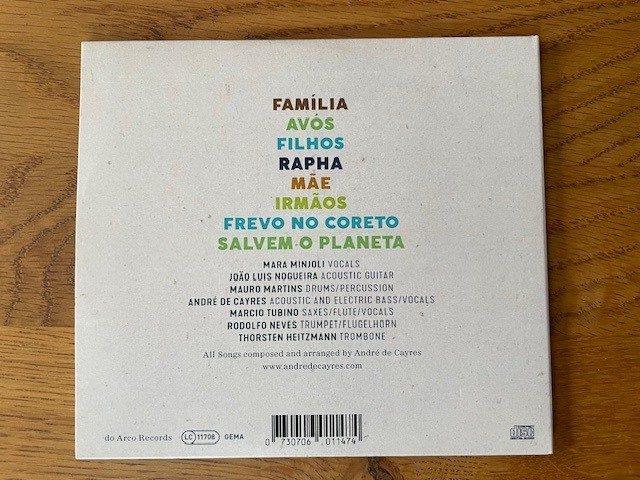 FAMÍLIA
AVÓS
FILHOS
RAPHA
MÃE
IRMÃOS
FREVO NO CORETO
SALVEM O PLANETA
MARA MINJOLI VOCALS
JOÃO LUIS NOGUEIRA ACOUSTIC GUITAR
MAURO MARTINS DRUMS/PERCUSSION
ANDRÉ DE CAYRES ACOUSTIC AND ELECTRIC BASS/VOCALS
MARCIO TUBINO SAXES/FLUTE/VOCALS
RODOLFO NEVES TRUMPET/FLUGELHORN
THORSTEN HEITZMANN TROMBONE
All Songs composed and arranged by André de Cayres
www.andredecayres.com
do Arco Records LC 11708 GEMA
0 730706 011474
disc